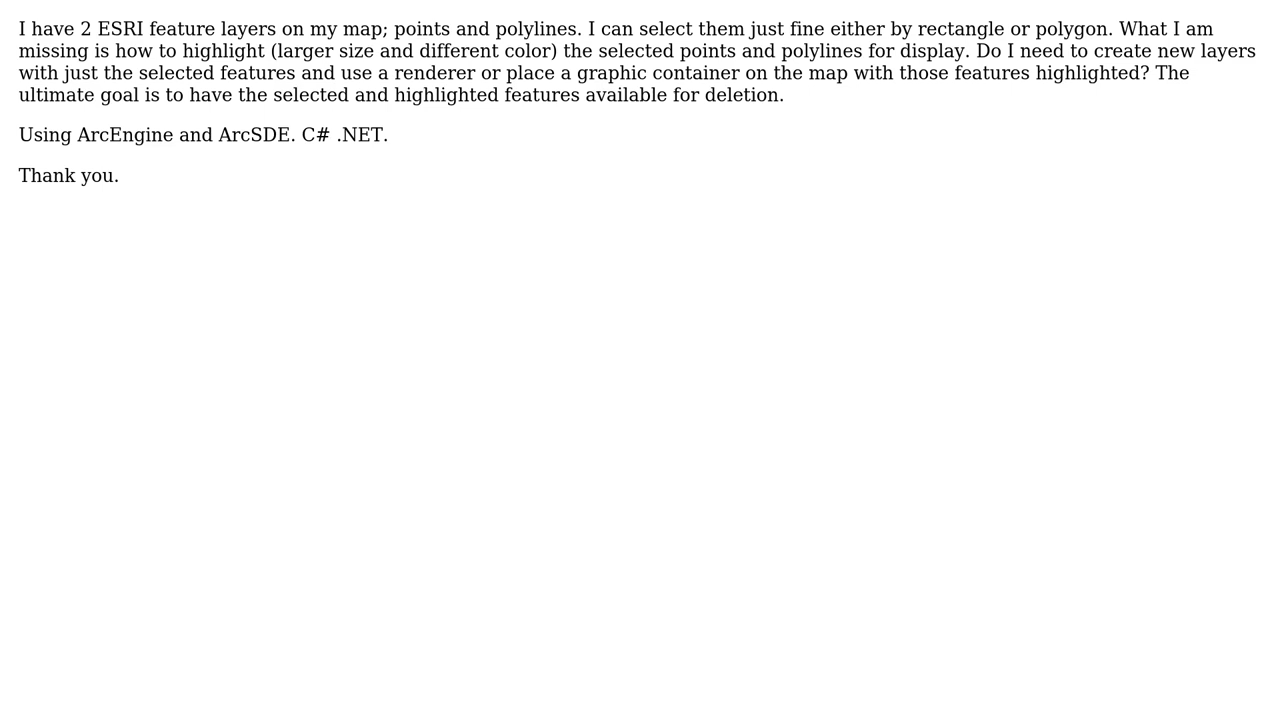 I have 2 ESRI feature layers on my map; points and polylines. I can select them just fine either by rectangle or polygon. What I am
missing is how to highlight (larger size and different color) the selected points and polylines for display. Do I need to create new layers
with just the selected features and use a renderer or place a graphic container on the map with those features highlighted? The
ultimate goal is to have the selected and highlighted features available for deletion.
Using ArcEngine and ArcSDE. C# .NET.
Thank you.